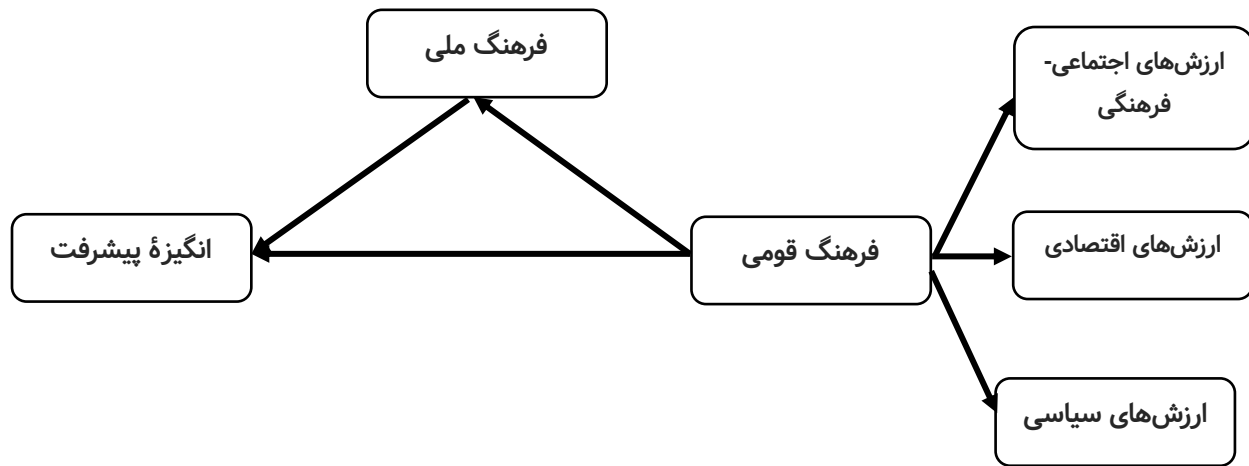 فرهنگ ملی
ارزش‌های اجتماعی-
فرهنگی
ارزش‌های اقتصادی
فرهنگ قومی
انگیزهٔ پیشرفت
ارزش‌های سیاسی